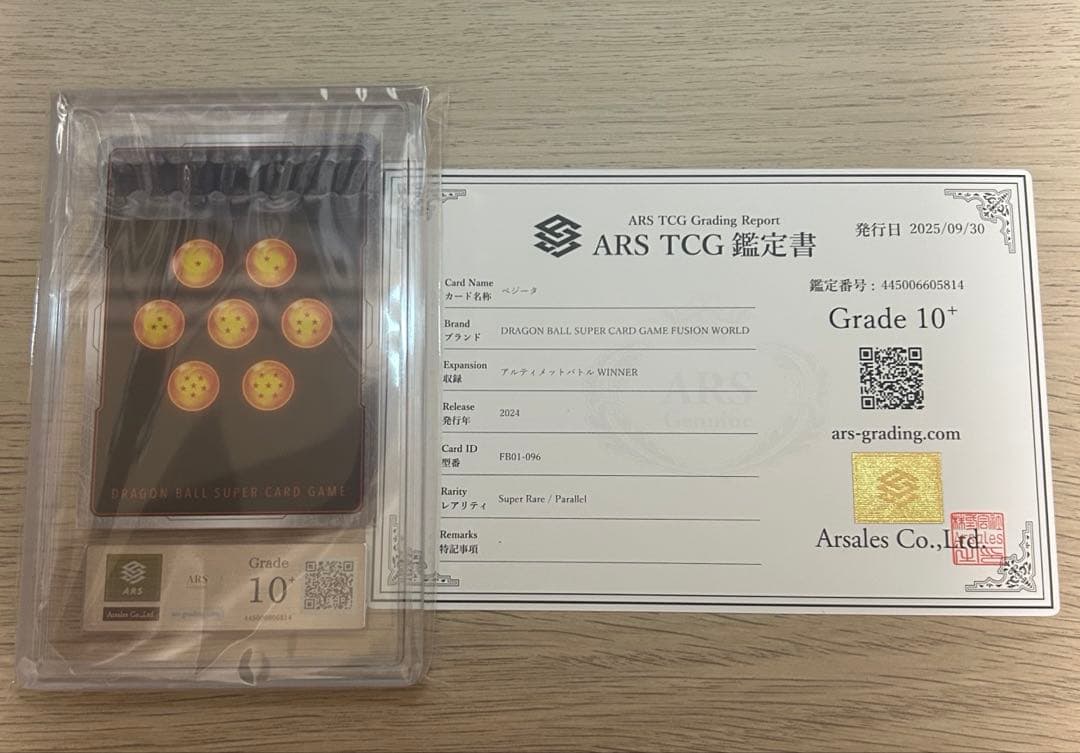 DRAGON BALL SUPER CARD GAME
ARS
Arsales Co.,Ltd.
ARS
Grade
10+
445006605814
ARS TCG Grading Report
ARS TCG 鑑定書
発行日 2025/09/30
鑑定番号 : 445006605814
Grade 10+
ars-grading.com
Arsales Co.,Ltd.
Arsales
Card Name
カード名称
ベジータ
Brand
ブランド
DRAGON BALL SUPER CARD GAME FUSION WORLD
Expansion
収録
アルティメットバトル WINNER
Release
発行年
2024
Card ID
型番
FB01-096
Rarity
レアリティ
Super Rare / Parallel
Remarks
特記事項
-
ARS
Genuine